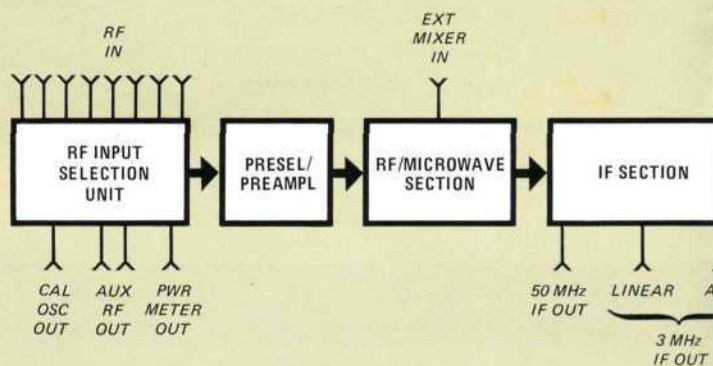 RF
IN
EXT
MIXER
IN
RF INPUT
SELECTION
UNIT
PRESEL/
PREAMPL
RF/MICROWAVE
SECTION
IF SECTION
CAL
OSC
OUT
AUX
RF
OUT
PWR
METER
OUT
50 MHz
IF OUT
LINEAR
3 MHz
IF OUT